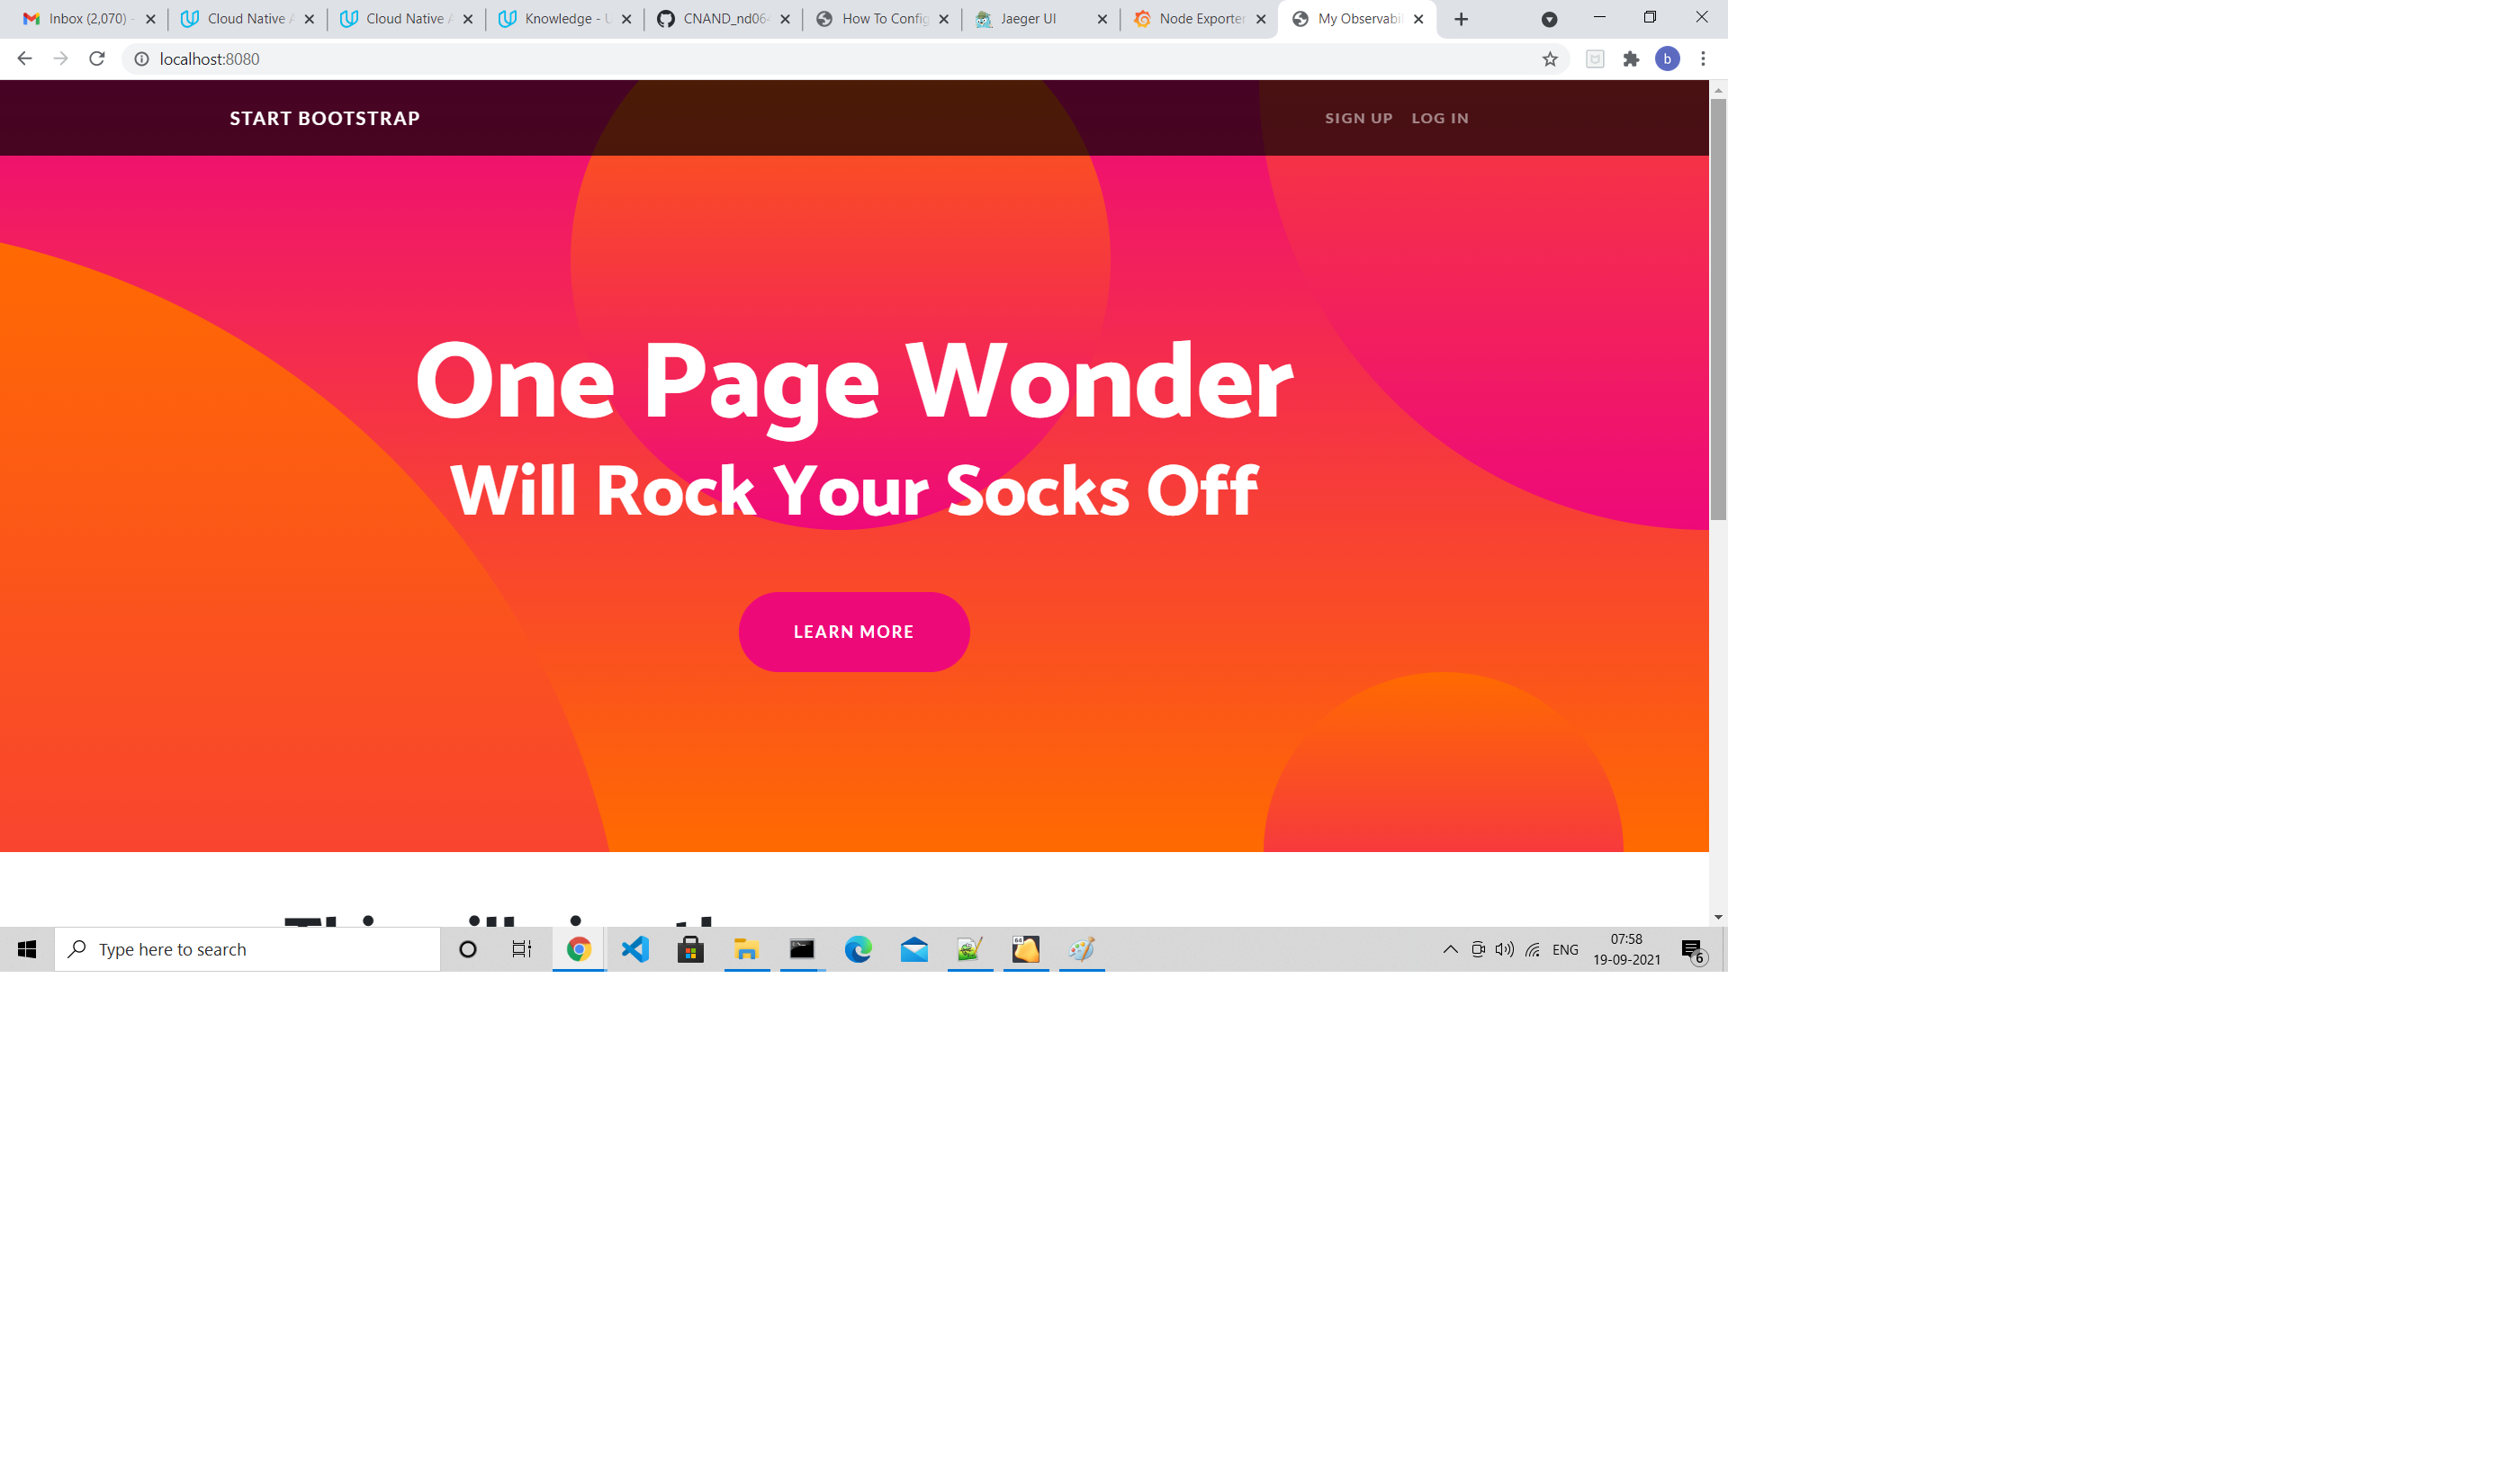 Inbox (2,070)
Cloud Native
Cloud Native
Knowledge - U
CNAND_nd064
How To Config
Jaeger UI
Node Exporter
My Observabil
localhost:8080
START BOOTSTRAP
SIGN UP
LOG IN
One Page Wonder
Will Rock Your Socks Off
LEARN MORE
Type here to search
ENG
07:58
19-09-2021
6